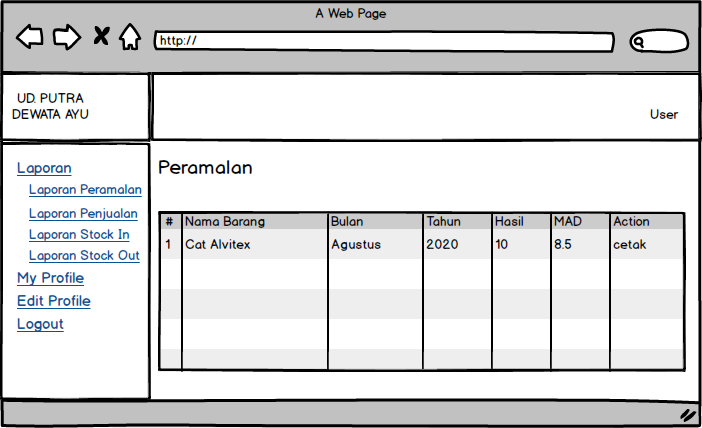 A Web Page
http://
UD. PUTRA
DEWATA AYU
User
Laporan
Laporan Peramalan
Laporan Penjualan
Laporan Stock In
Laporan Stock Out
My Profile
Edit Profile
Logout
Peramalan
# Nama Barang Bulan Tahun Hasil MAD Action
1 Cat Alvitex Agustus 2020 10 8.5 cetak